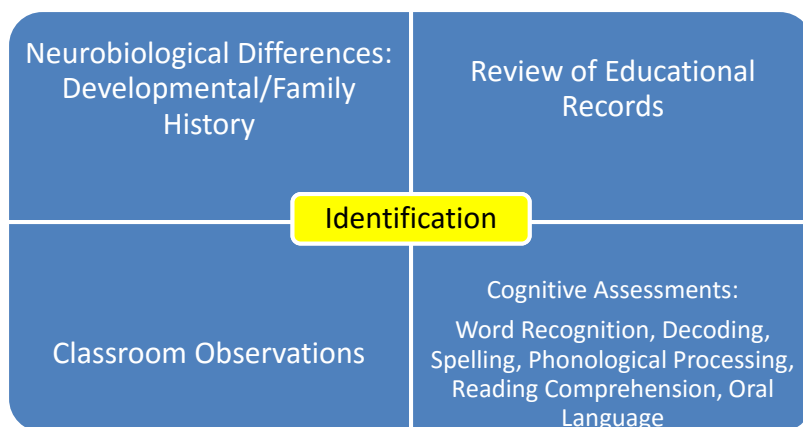 Neurobiological Differences:
Developmental/Family
History
Review of Educational
Records
Identification
Classroom Observations
Cognitive Assessments:
Word Recognition, Decoding,
Spelling, Phonological Processing,
Reading Comprehension, Oral
Language